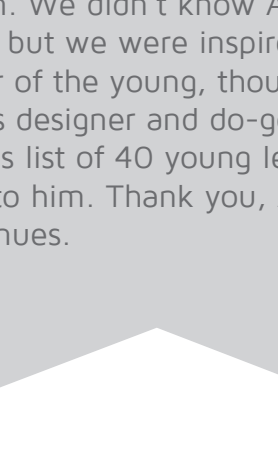 n. We didn't know A
but we were inspir
r of the young, thou
s designer and do-g
s list of 40 young le
to him. Thank you,
nues.